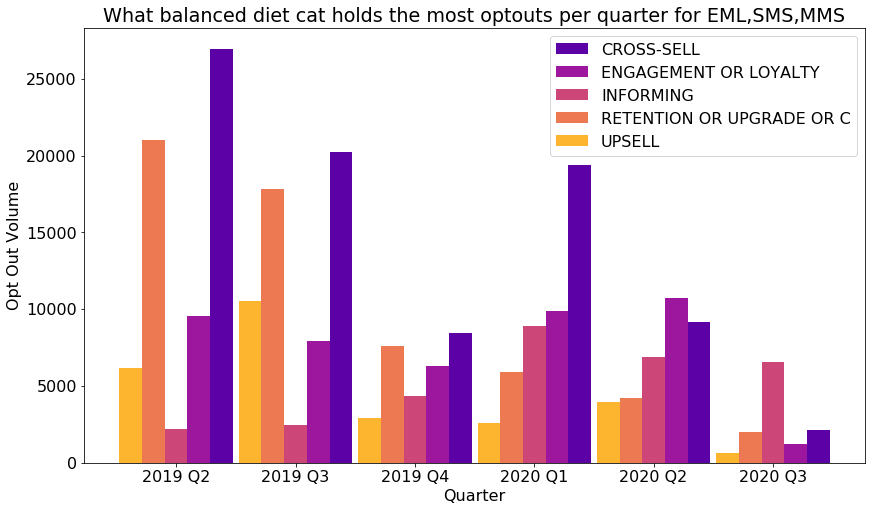 What balanced diet cat holds the most optouts per quarter for EML,SMS,MMS
CROSS-SELL
ENGAGEMENT OR LOYALTY
INFORMING
RETENTION OR UPGRADE OR C
UPSELL
Opt Out Volume
25000
20000
15000
10000
5000
0
2019 Q2 2019 Q3 2019 Q4 2020 Q1 2020 Q2 2020 Q3
Quarter